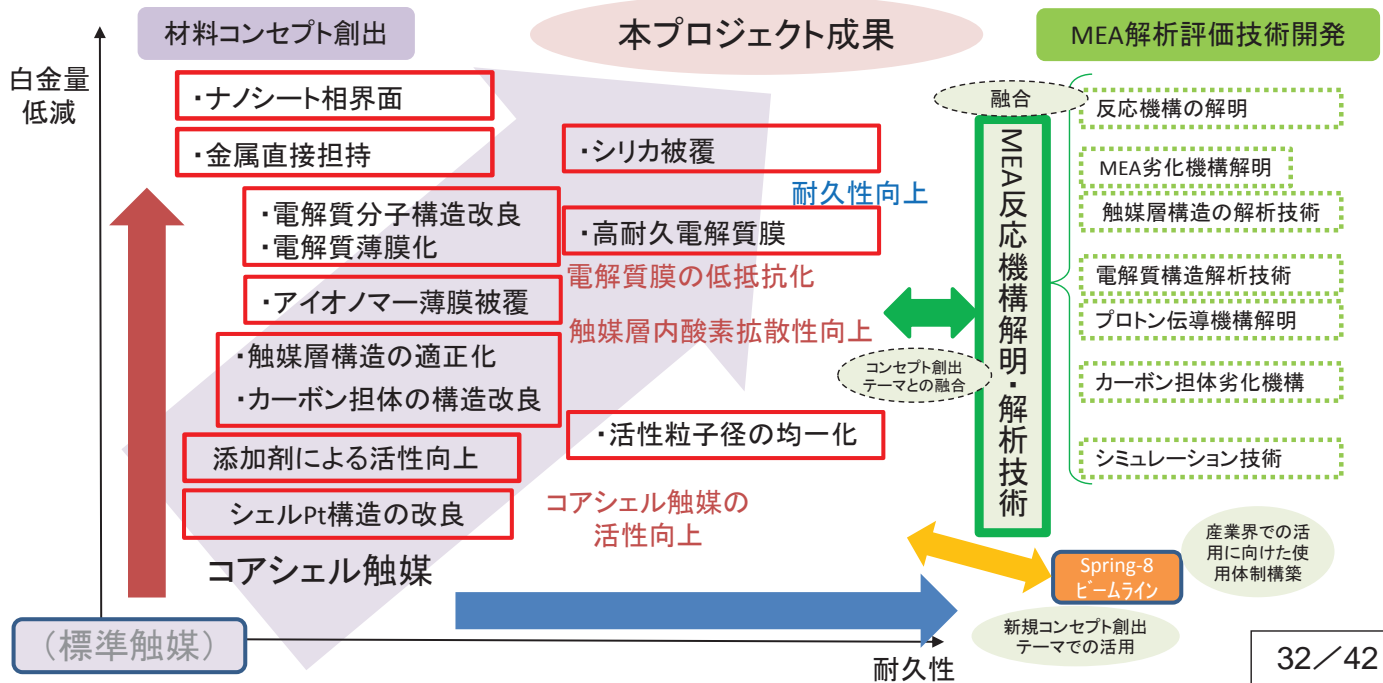 材料コンセプト創出
本プロジェクト成果
MEA解析評価技術開発
白金量
低減
・ナノシート相界面
・金属直接担持
・電解質分子構造改良
・電解質薄膜化
・アイオノマー薄膜被覆
・触媒層構造の適正化
・カーボン担体の構造改良
添加剤による活性向上
シェルPt構造の改良
コアシェル触媒
(標準触媒)
・シリカ被覆
耐久性向上
・高耐久電解質膜
電解質膜の低抵抗化
触媒層内酸素拡散性向上
・活性粒子径の均一化
コアシェル触媒の
活性向上
耐久性
融合
MEA反応機構解明・解析技術
コンセプト創出
テーマとの融合
反応機構の解明
MEA劣化機構解明
触媒層構造の解析技術
電解質構造解析技術
プロトン伝導機構解明
カーボン担体劣化機構
シミュレーション技術
Spring-8
ビームライン
産業界での活
用に向けた使
用体制構築
新規コンセプト創出
テーマでの活用
32/42